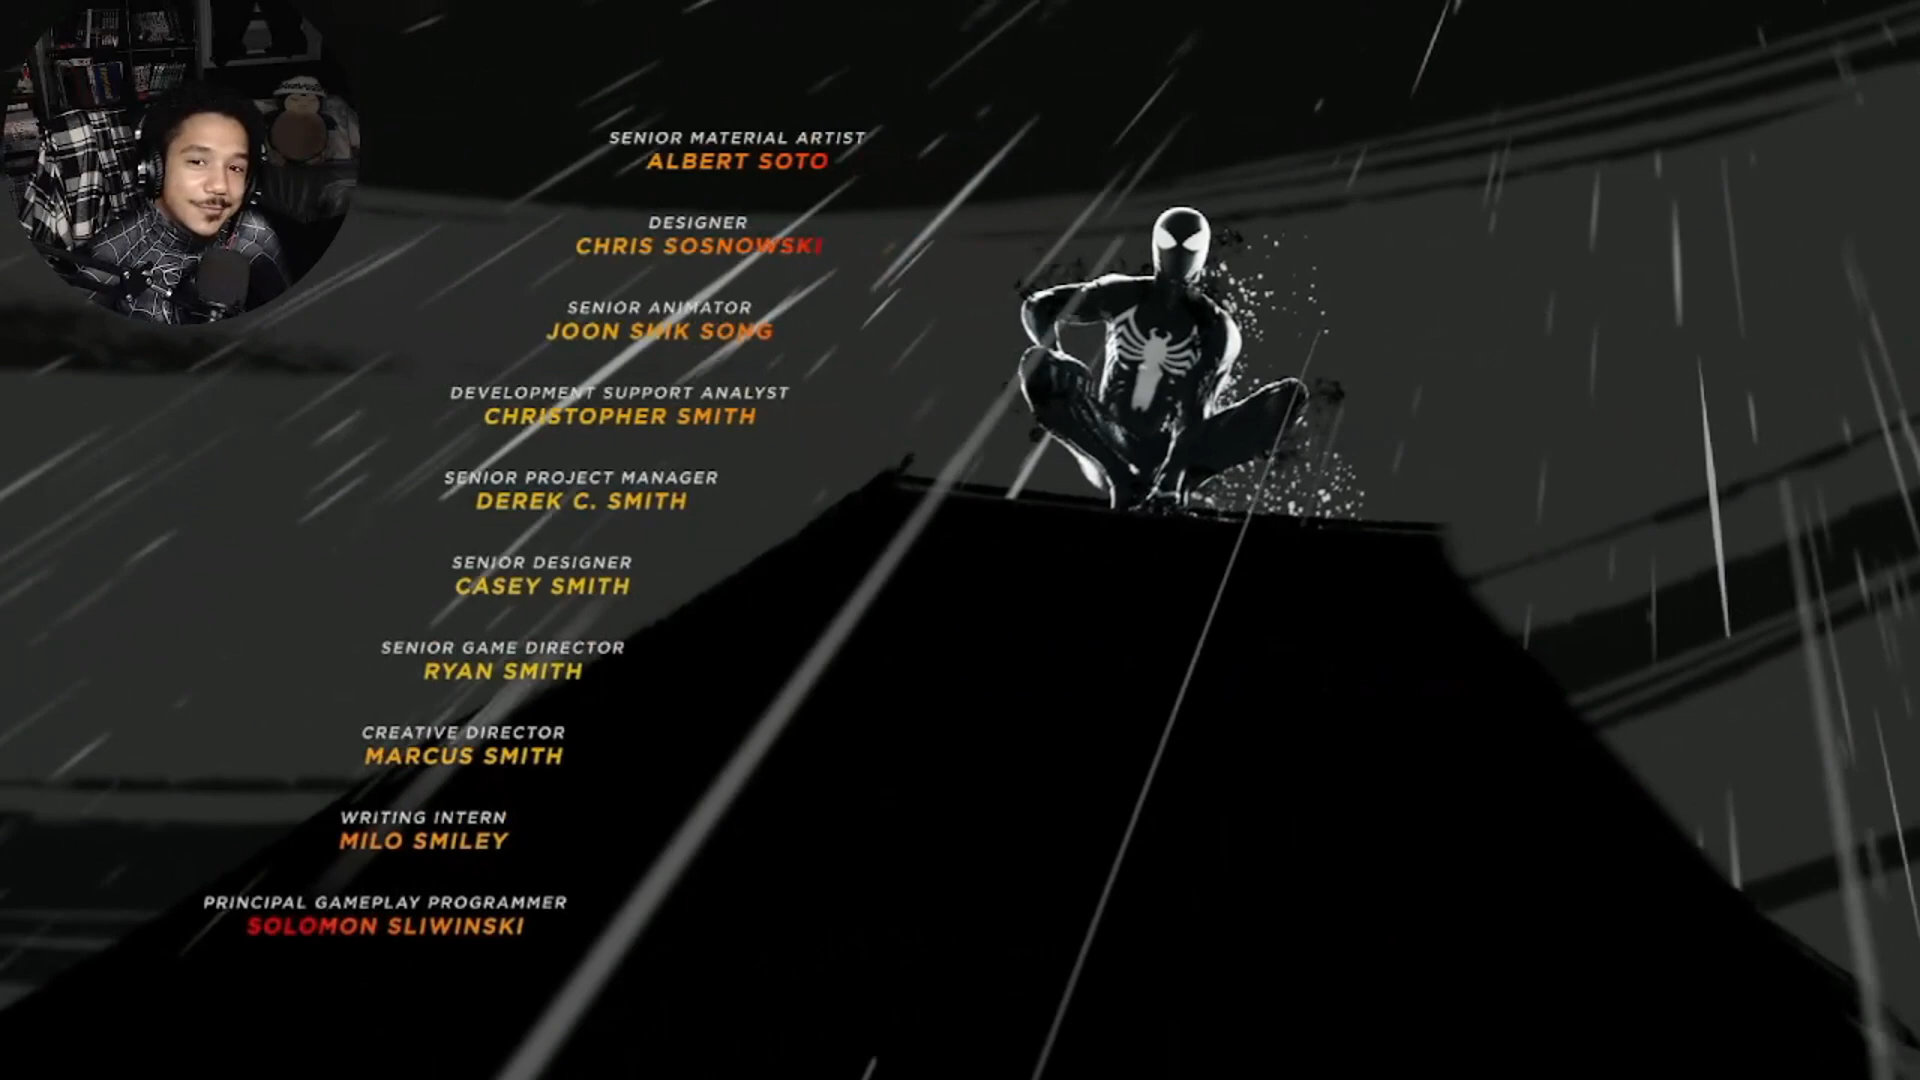 SENIOR MATERIAL ARTIST
ALBERT SOTO
DESIGNER
CHRIS SOSNOWSKI
SENIOR ANIMATOR
JOON SHIK SONG
DEVELOPMENT SUPPORT ANALYST
CHRISTOPHER SMITH
SENIOR PROJECT MANAGER
DEREK C. SMITH
SENIOR DESIGNER
CASEY SMITH
SENIOR GAME DIRECTOR
RYAN SMITH
CREATIVE DIRECTOR
MARCUS SMITH
WRITING INTERN
MILO SMILEY
PRINCIPAL GAMEPLAY PROGRAMMER
SOLOMON SLIWINSKI